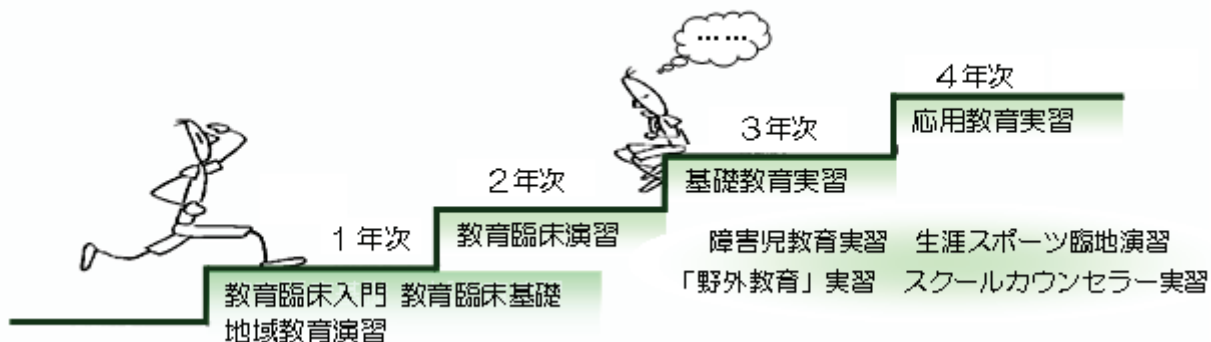 ……
4年次
応用教育実習
3年次
基礎教育実習
2年次
教育臨床演習
1年次
教育臨床入門 教育臨床基礎
地域教育演習
障害児教育実習 生涯スポーツ臨地演習
「野外教育」実習 スクールカウンセラー実習